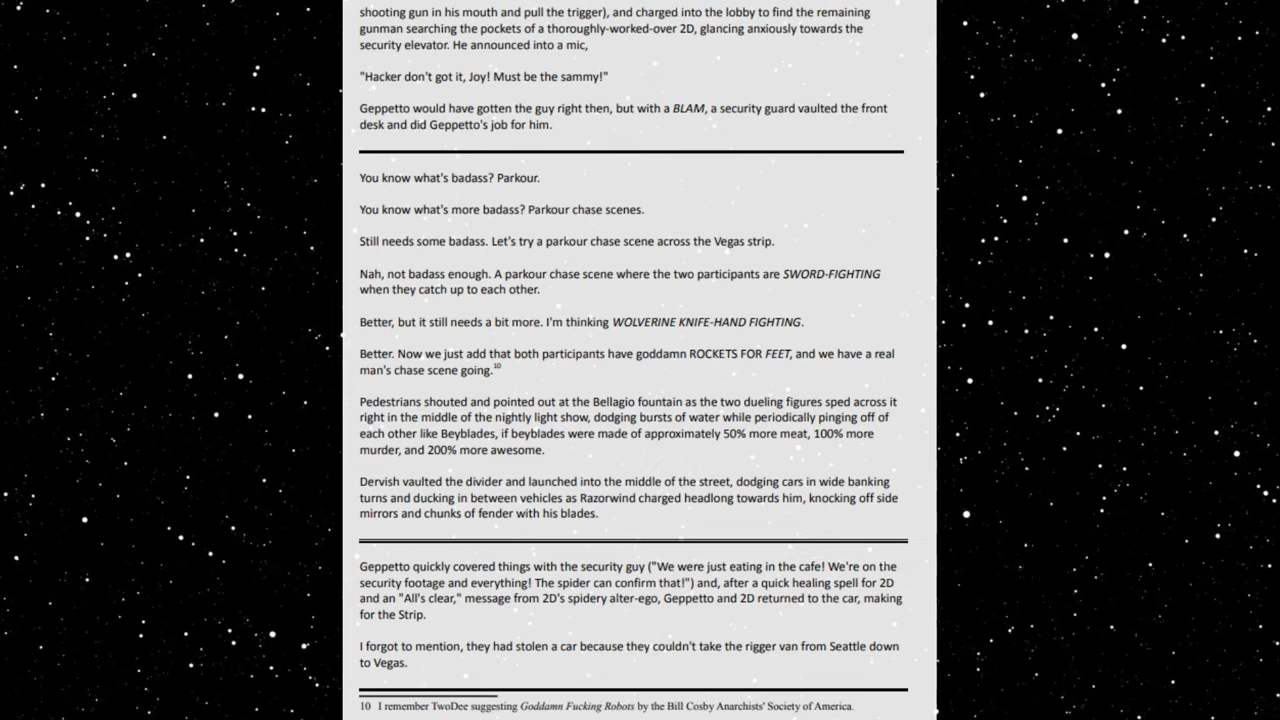 shooting gun in his mouth and pull the trigger), and charged into the lobby to find the remaining
gunman searching the pockets of a thoroughly-worked-over 2D, glancing anxiously towards the
security elevator. He announced into a mic,
"Hacker don't got it, Joy! Must be the sammy!"
Geppetto would have gotten the guy right then, but with a BLAM, a security guard vaulted the front
desk and did Geppetto's job for him.
You know what's badass? Parkour.
You know what's more badass? Parkour chase scenes.
Still needs some badass. Let's try a parkour chase scene across the Vegas strip.
Nah, not badass enough. A parkour chase scene where the two participants are SWORD-FIGHTING
when they catch up to each other.
Better, but it still needs a bit more. I'm thinking WOLVERINE KNIFE-HAND FIGHTING.
Better. Now we just add that both participants have goddamn ROCKETS FOR FEET, and we have a real
man's chase scene going.10
Pedestrians shouted and pointed out at the Bellagio fountain as the two dueling figures sped across it
right in the middle of the nightly light show, dodging bursts of water while periodically pinging off of
each other like Beyblades, if beyblades were made of approximately 50% more meat, 100% more
murder, and 200% more awesome.
Dervish vaulted the divider and launched into the middle of the street, dodging cars in wide banking
turns and ducking in between vehicles as Razorwind charged headlong towards him, knocking off side
mirrors and chunks of fender with his blades.
Geppetto quickly covered things with the security guy ("We were just eating in the cafe! We're on the
security footage and everything! The spider can confirm that!") and, after a quick healing spell for 2D
and an "All's clear," message from 2D's spidery alter-ego, Geppetto and 2D returned to the car, making
for the Strip.
I forgot to mention, they had stolen a car because they couldn't take the rigger van from Seattle down
to Vegas.
10 I remember TwoDee suggesting Goddamn Fucking Robots by the Bill Cosby Anarchists' Society of America.